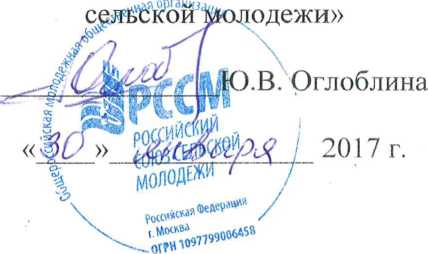 сельской молодежи»
Ю.В. Оглоблина
«30» января 2017 г.
Общероссийская молодежная общественная организация
РССМ
РОССИЙСКИЙ
СОЮЗ СЕЛЬСКОЙ
МОЛОДЕЖИ
Российская Федерация
г. Москва
ОГРН 1097799006458